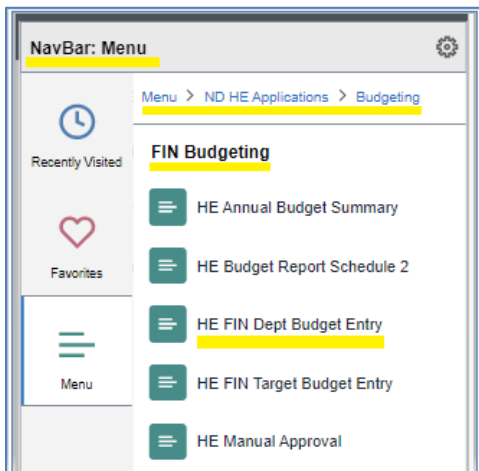 NavBar: Menu
Menu > ND HE Applications > Budgeting
Recently Visited
FIN Budgeting
HE Annual Budget Summary
Favorites
HE Budget Report Schedule 2
HE FIN Dept Budget Entry
Menu
HE FIN Target Budget Entry
HE Manual Approval